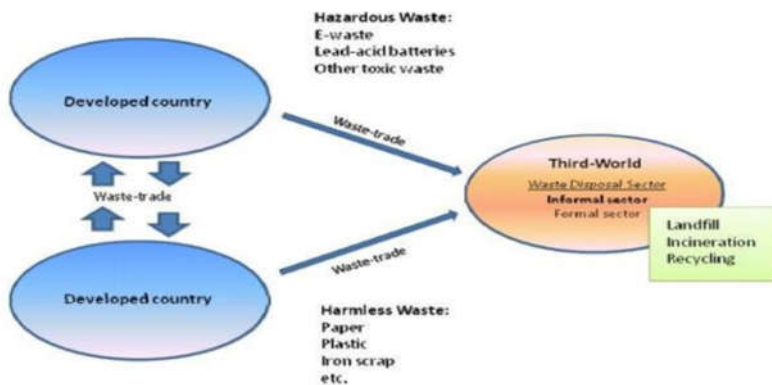 Hazardous Waste:
E-waste
Lead-acid batteries
Other toxic waste
Developed country
Waste-trade
Waste-trade
Developed country
Waste-trade
Third-World
Waste Disposal Sector
Informal sector
Formal sector
Landfill
Incineration
Recycling
Harmless Waste:
Paper
Plastic
Iron scrap
etc.